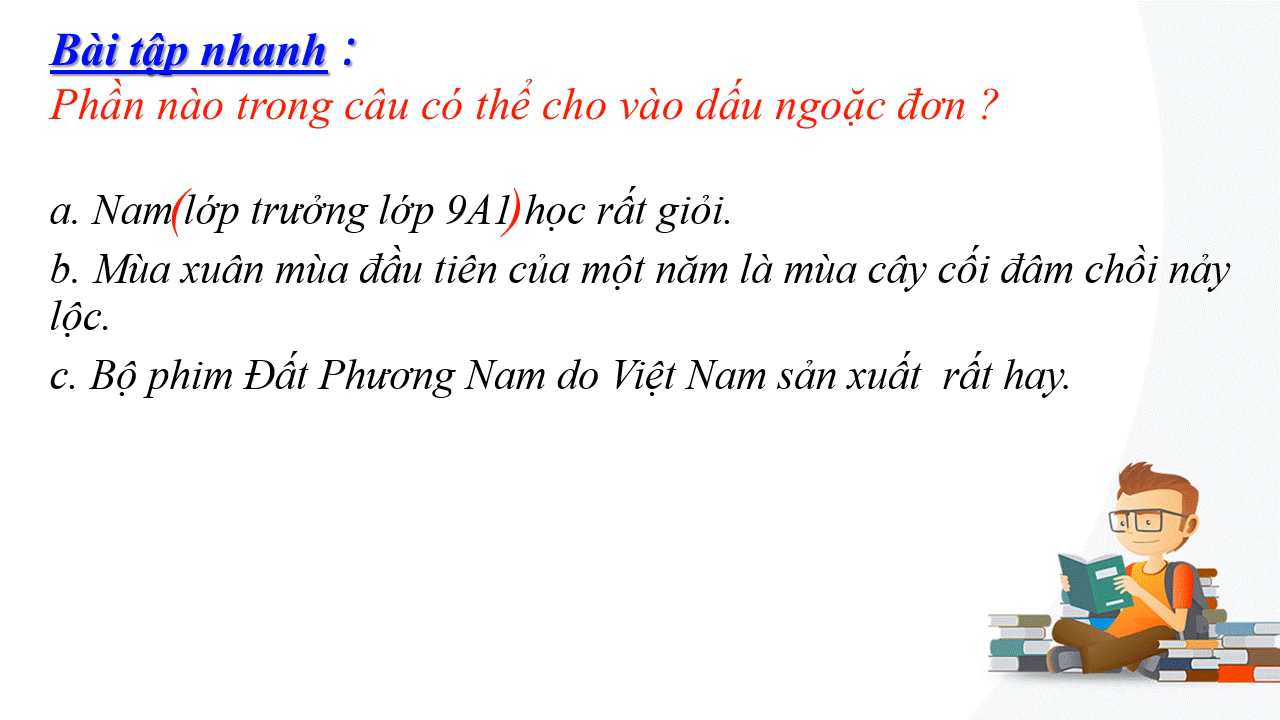 Bài tập nhanh :
Phần nào trong câu có thể cho vào dấu ngoặc đơn ?
a. Nam(lớp trưởng lớp 9A1)học rất giỏi.
b. Mùa xuân mùa đầu tiên của một năm là mùa cây cối đâm chồi nảy
lộc.
c. Bộ phim Đất Phương Nam do Việt Nam sản xuất rất hay.